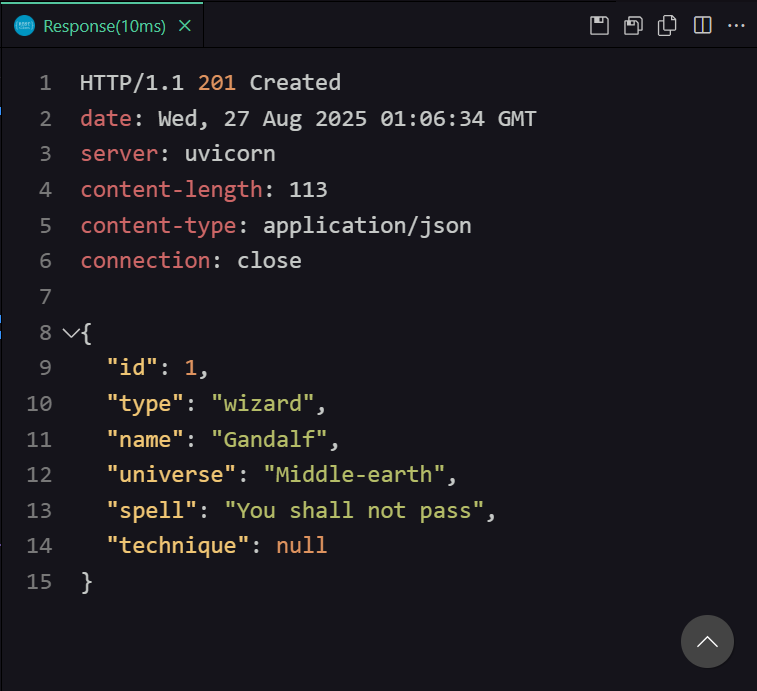 Response(10ms)
1 HTTP/1.1 201 Created
2 date: Wed, 27 Aug 2025 01:06:34 GMT
3 server: uvicorn
4 content-length: 113
5 content-type: application/json
6 connection: close
7
8 {
9   "id": 1,
10   "type": "wizard",
11   "name": "Gandalf",
12   "universe": "Middle-earth",
13   "spell": "You shall not pass",
14   "technique": null
15 }